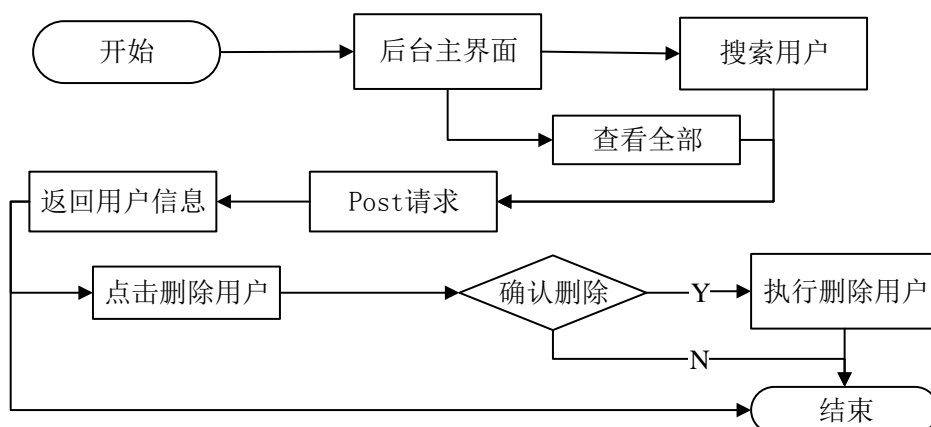 开始
后台主界面
搜索用户
查看全部
返回用户信息
Post请求
点击删除用户
确认删除
Y
执行删除用户
N
结束